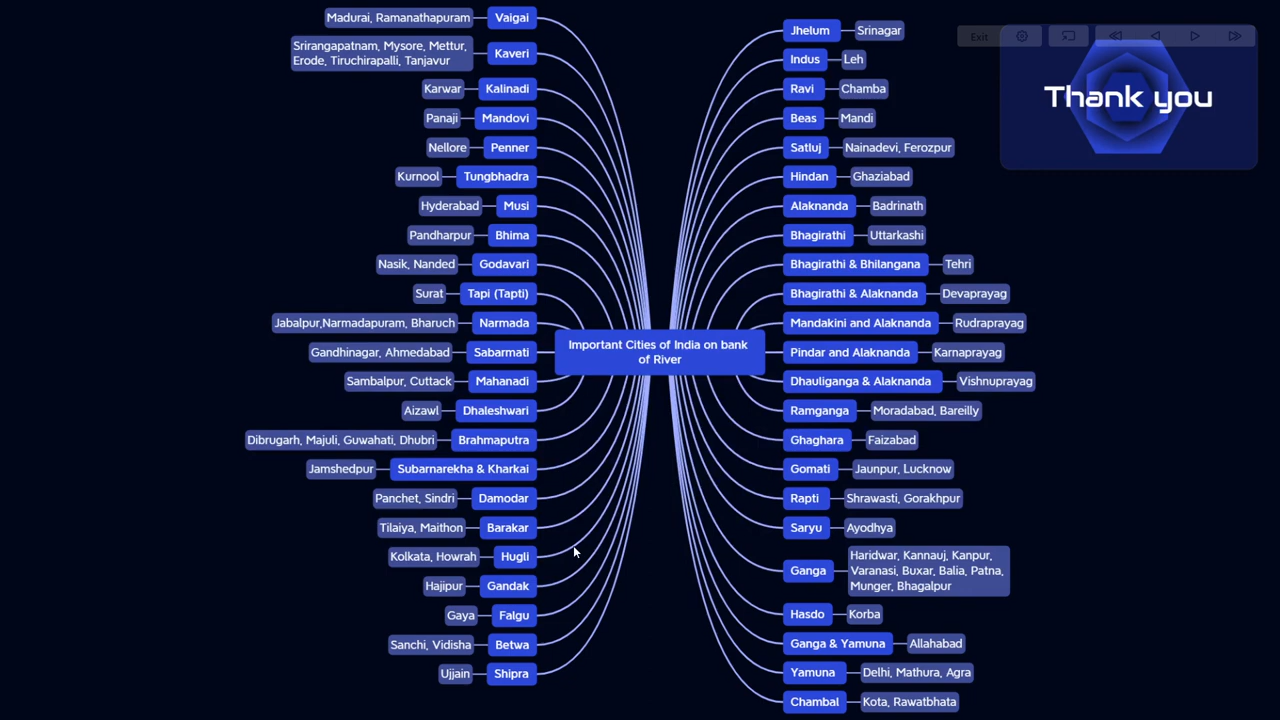 Important Cities of India on bank
of River
Madurai, Ramanathapuram Vaigai
Srirangapatnam, Mysore, Mettur,
Erode, Tiruchirapalli, Tanjavur
Kaveri
Karwar Kalinadi
Panaji Mandovi
Nellore Penner
Kurnool Tungbhadra
Hyderabad Musi
Pandharpur Bhima
Nasik, Nanded Godavari
Surat Tapi (Tapti)
Jabalpur,Narmadapuram, Bharuch Narmada
Gandhinagar, Ahmedabad Sabarmati
Sambalpur, Cuttack Mahanadi
Aizawl Dhaleshwari
Dibrugarh, Majuli, Guwahati, Dhubri Brahmaputra
Jamshedpur Subarnarekha & Kharkai
Panchet, Sindri Damodar
Tilaiya, Maithon Barakar
Kolkata, Howrah Hugli
Hajipur Gandak
Gaya Falgu
Sanchi, Vidisha Betwa
Ujjain Shipra
Jhelum Srinagar
Indus Leh
Ravi Chamba
Beas Mandi
Satluj Nainadevi, Ferozpur
Hindan Ghaziabad
Alaknanda Badrinath
Bhagirathi Uttarkashi
Bhagirathi & Bhilangana Tehri
Bhagirathi & Alaknanda Devaprayag
Mandakini and Alaknanda Rudraprayag
Pindar and Alaknanda Karnaprayag
Dhauliganga & Alaknanda Vishnuprayag
Ramganga Moradabad, Bareilly
Ghaghara Faizabad
Gomati Jaunpur, Lucknow
Rapti Shrawasti, Gorakhpur
Saryu Ayodhya
Ganga
Haridwar, Kannauj, Kanpur,
Varanasi, Buxar, Balia, Patna,
Munger, Bhagalpur
Hasdo Korba
Ganga & Yamuna Allahabad
Yamuna Delhi, Mathura, Agra
Chambal Kota, Rawatbhata
Exit
Thank you